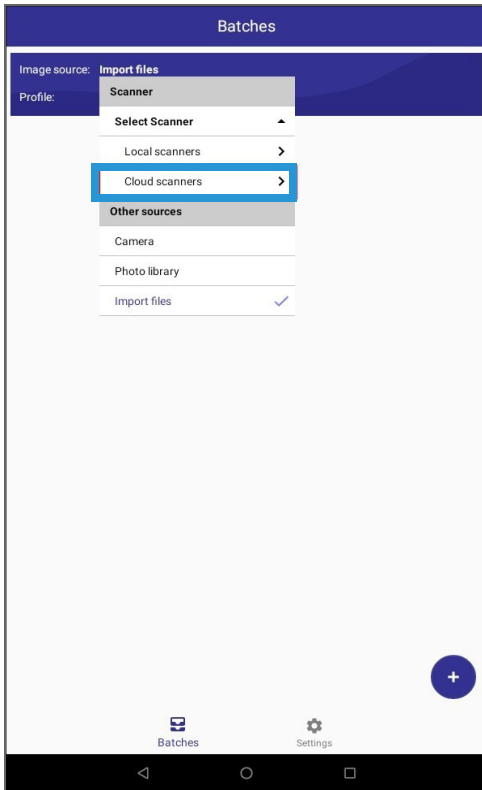 Batches
Image source: Import files
Profile:
Scanner
Select Scanner
Local scanners
Cloud scanners
Other sources
Camera
Photo library
Import files
+
Batches
Settings